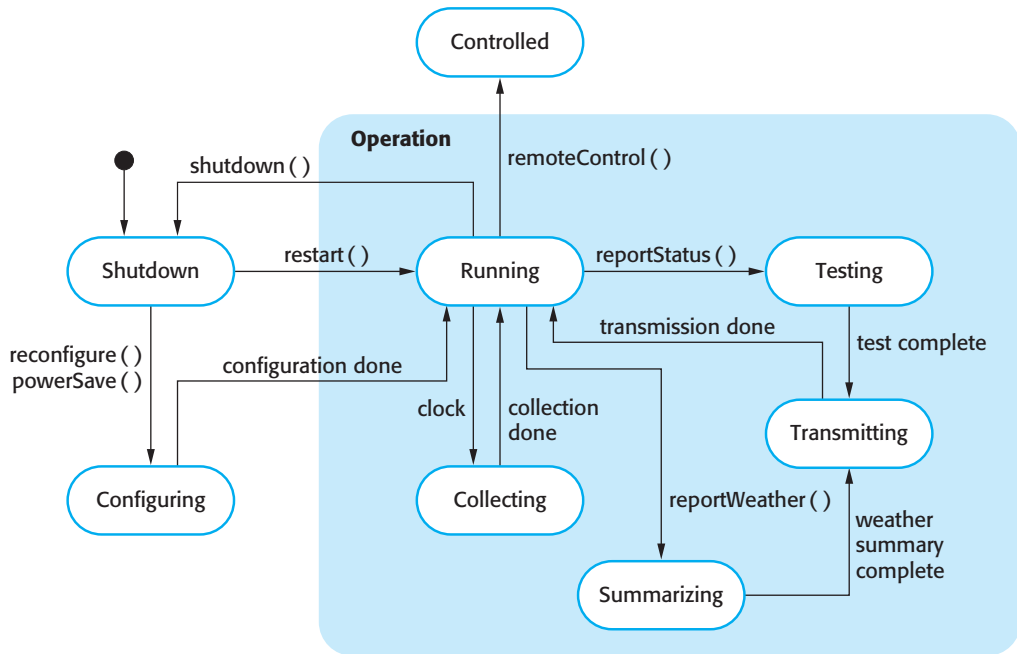 Controlled
Operation
shutdown ( )
remoteControl ( )
Shutdown
restart ( )
Running
reportStatus ( )
Testing
reconfigure ( )
powerSave ( )
configuration done
transmission done
test complete
clock
collection
done
Transmitting
Configuring
Collecting
reportWeather ( )
weather
summary
complete
Summarizing